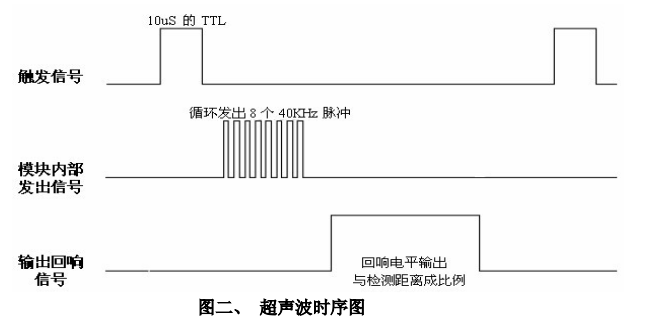 10uS 的 TTL
触发信号
循环发出 8 个 40KHz 脉冲
模块内部
发出信号
输出回响
信号
回响电平输出
与检测距离成比例
图二、 超声波时序图